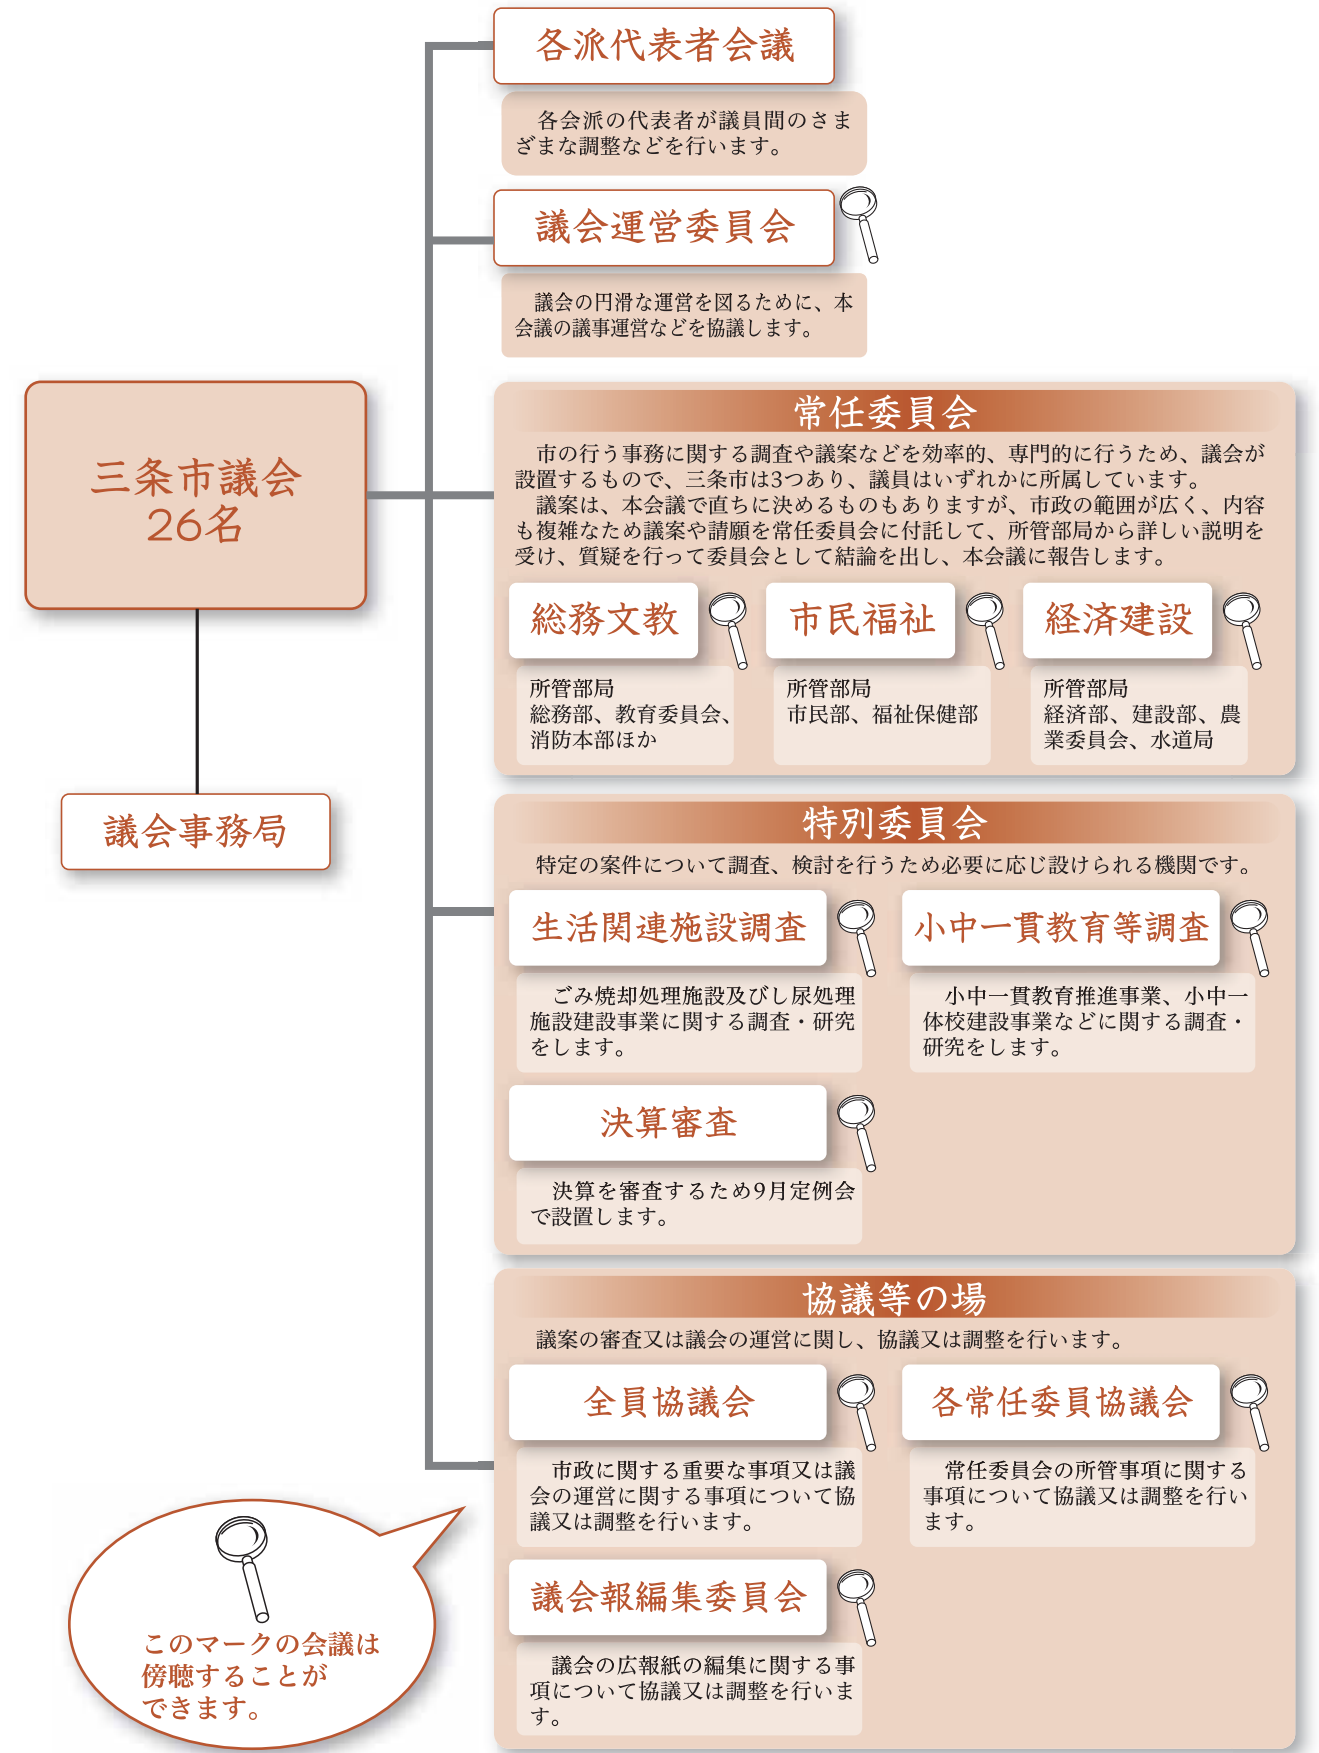 各派代表者会議
各会派の代表者が議員間のさま
ざまな調整などを行います。
議会運営委員会
議会の円滑な運営を図るために、本
会議の議事運営などを協議します。
三条市議会
26名
議会事務局
常任委員会
市の行う事務に関する調査や議案などを効率的、専門的に行うため、議会が
設置するもので、三条市は3つあり、議員はいずれかに所属しています。
議案は、本会議で直ちに決めるものもありますが、市政の範囲が広く、内容
も複雑なため議案や請願を常任委員会に付託して、所管部局から詳しい説明を
受け、質疑を行って委員会として結論を出し、本会議に報告します。
総務文教
所管部局
総務部、教育委員会、
消防本部ほか
市民福祉
所管部局
市民部、福祉保健部
経済建設
所管部局
経済部、建設部、農
業委員会、水道局
特別委員会
特定の案件について調査、検討を行うため必要に応じ設けられる機関です。
生活関連施設調査
ごみ焼却処理施設及びし尿処理
施設建設事業に関する調査・研究
をします。
小中一貫教育等調査
小中一貫教育推進事業、小中一
体校建設事業などに関する調査・
研究をします。
決算審査
決算を審査するため9月定例会
で設置します。
協議等の場
議案の審査又は議会の運営に関し、協議又は調整を行います。
全員協議会
市政に関する重要な事項又は議
会の運営に関する事項について協
議又は調整を行います。
各常任委員協議会
常任委員会の所管事項に関する
事項について協議又は調整を行い
ます。
議会報編集委員会
議会の広報紙の編集に関する事
項について協議又は調整を行いま
す。
このマークの会議は
傍聴することが
できます。